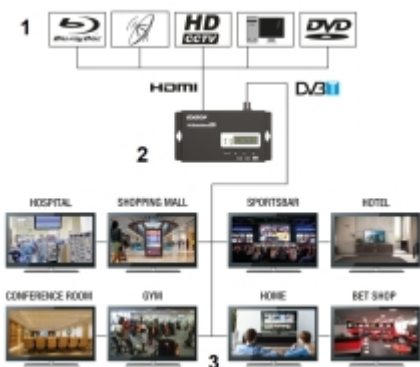 1
Blu-ray Disc
HD CCTV
DVD
HDMI
DVB T
2
HOSPITAL SHOPPING MALL SPORTSBAR HOTEL
CONFERENCE ROOM GYM HOME BET SHOP
3